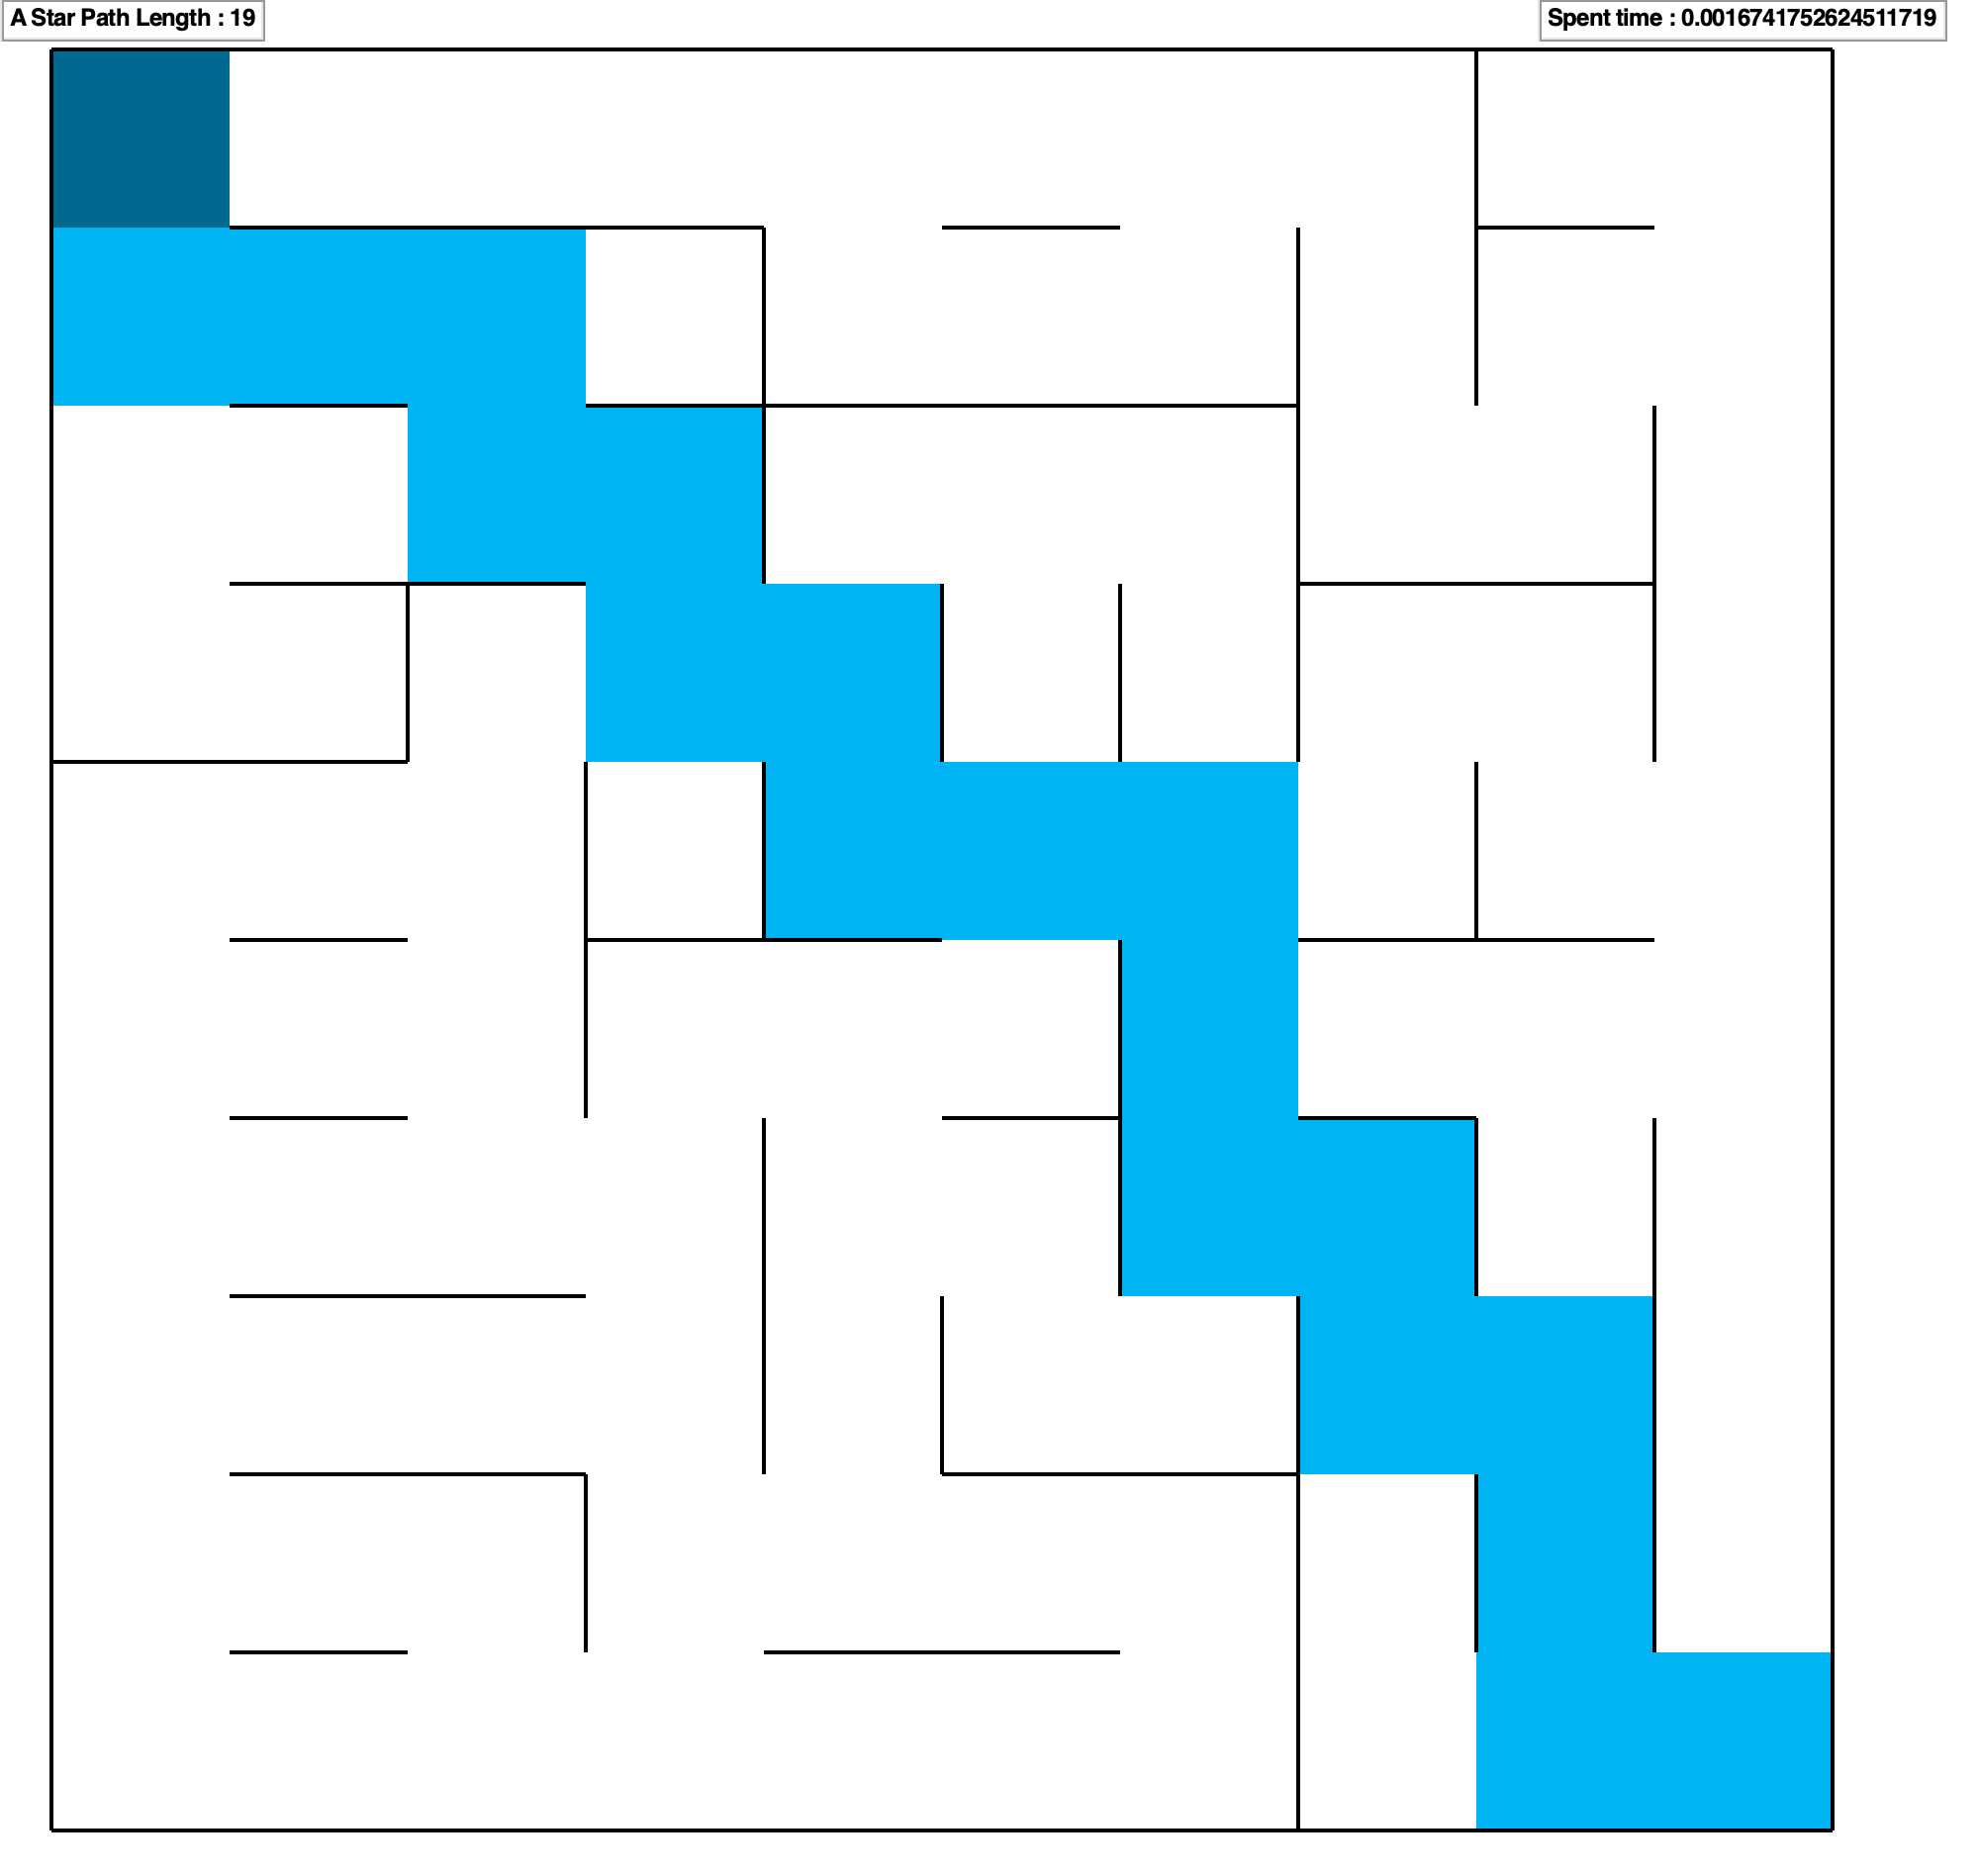 A Star Path Length : 19
Spent time : 0.0016741752624511719